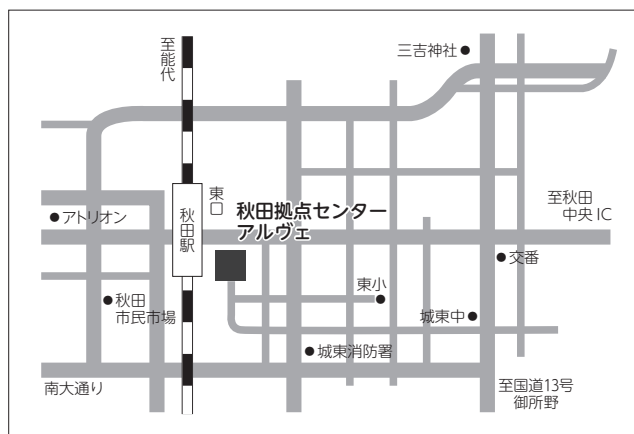 至能代
三吉神社
東口
秋田拠点センター
アルヴェ
至秋田
中央 IC
アトリオン
秋田駅
交番
東小
秋田
市民市場
城東中
城東消防署
南大通り
至国道13号
御所野